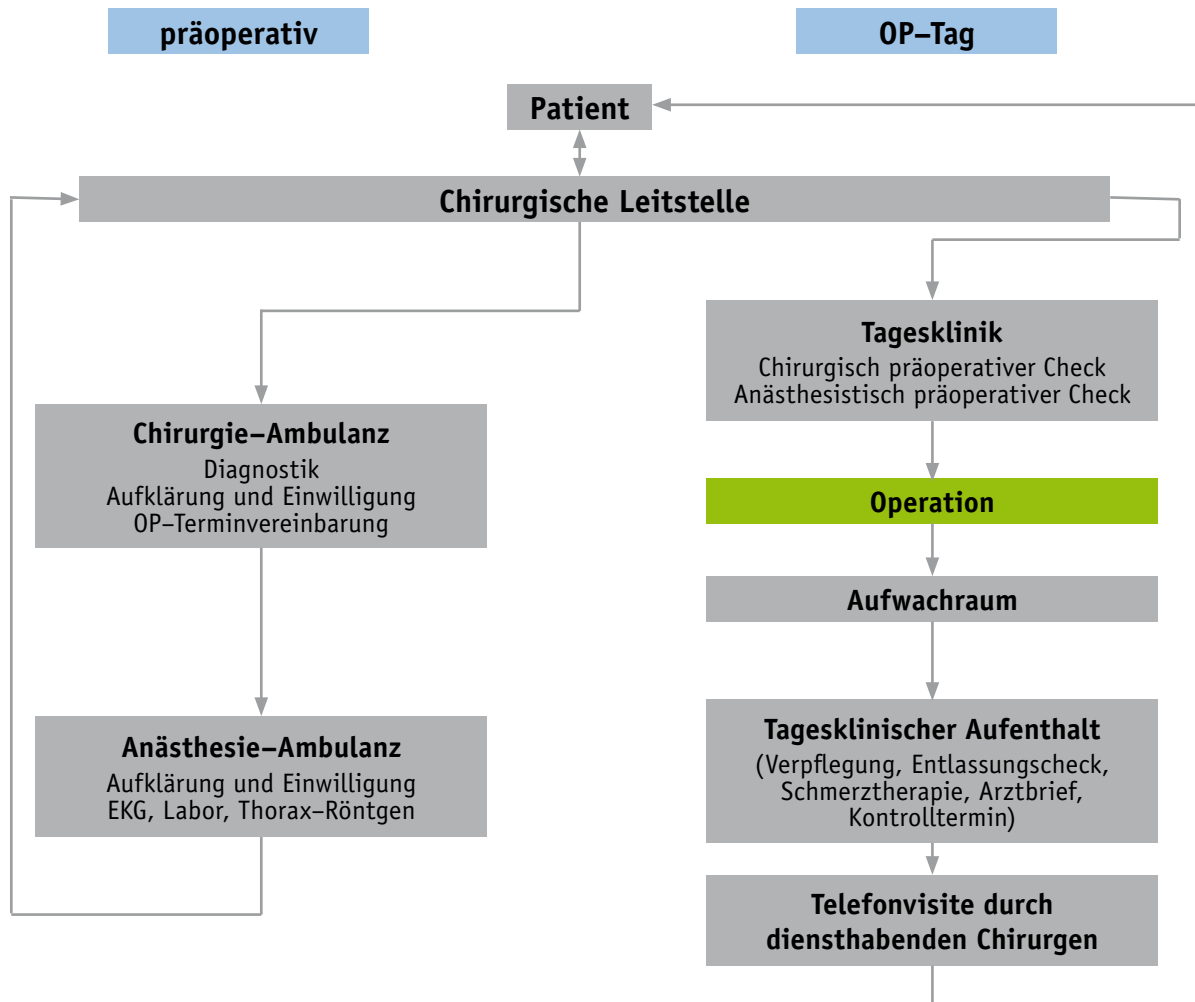 präoperativ
OP–Tag
Patient
Chirurgische Leitstelle
Chirurgie–Ambulanz
Diagnostik
Aufklärung und Einwilligung
OP–Terminvereinbarung
Anästhesie–Ambulanz
Aufklärung und Einwilligung
EKG, Labor, Thorax–Röntgen
Tagesklinik
Chirurgisch präoperativer Check
Anästhesistisch präoperativer Check
Operation
Aufwachraum
Tagesklinischer Aufenthalt
(Verpflegung, Entlassungscheck,
Schmerztherapie, Arztbrief,
Kontrolltermin)
Telefonvisite durch
diensthabenden Chirurgen